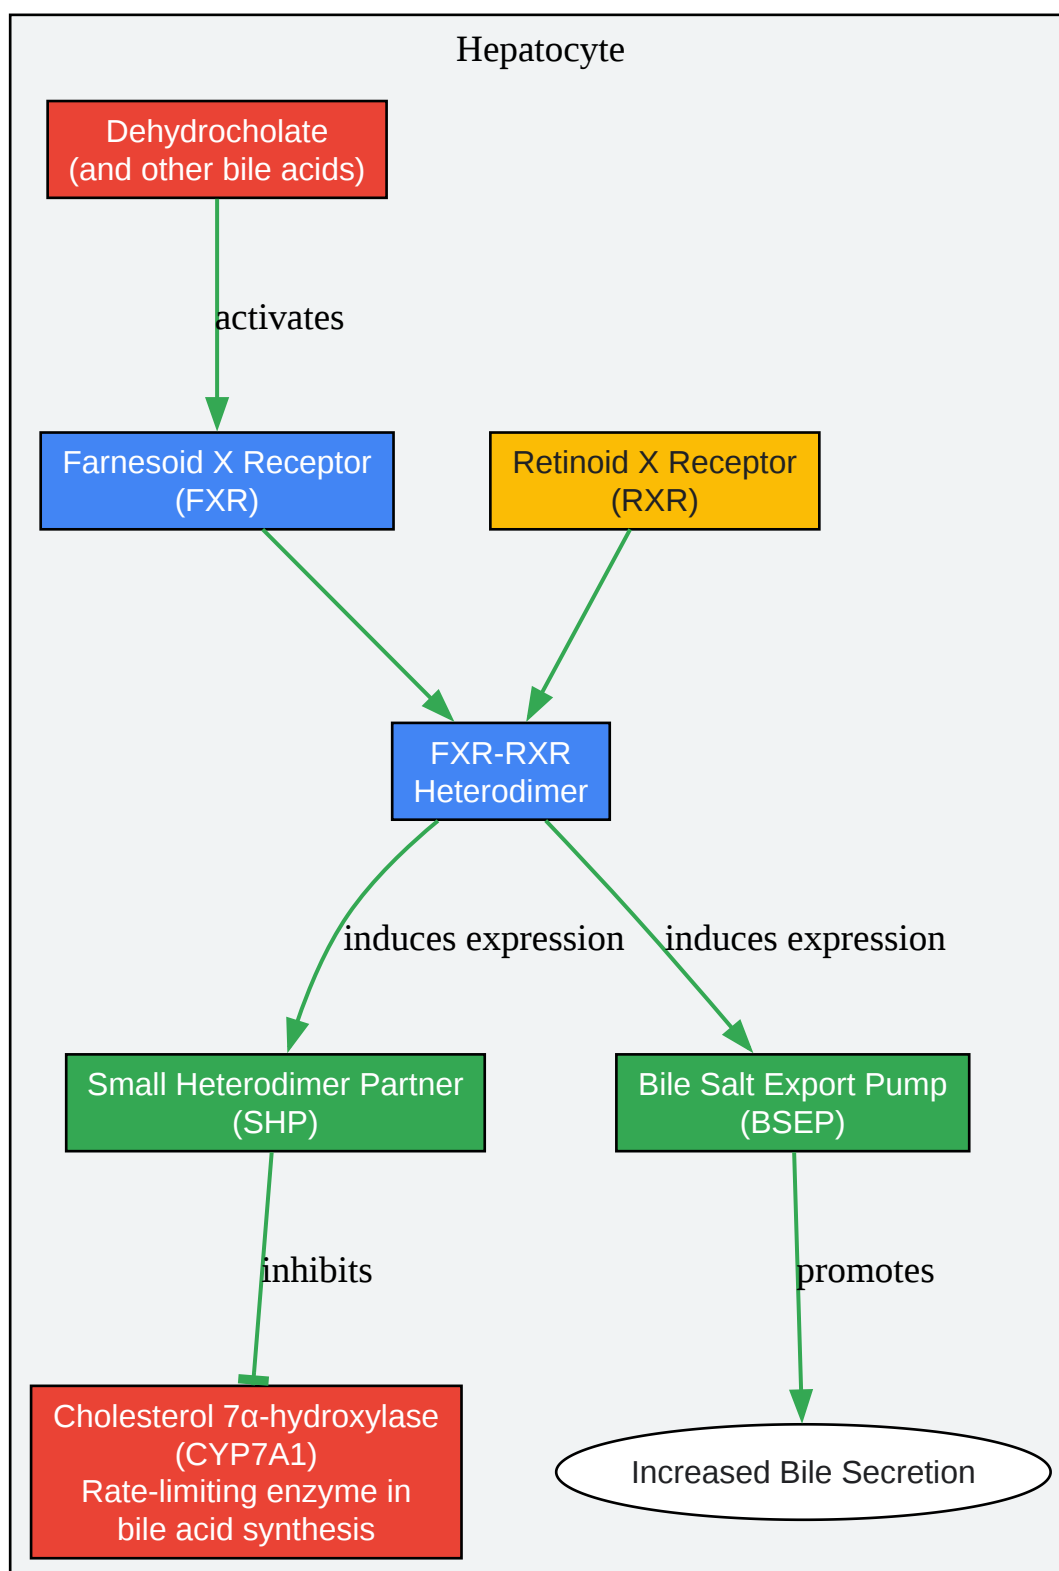 Hepatocyte
Dehydrocholate
(and other bile acids)
activates
Farnesoid X Receptor
(FXR)
Retinoid X Receptor
(RXR)
FXR-RXR
Heterodimer
induces expression
induces expression
Small Heterodimer Partner
(SHP)
Bile Salt Export Pump
(BSEP)
inhibits
promotes
Cholesterol 7α-hydroxylase
(CYP7A1)
Rate-limiting enzyme in
bile acid synthesis
Increased Bile Secretion